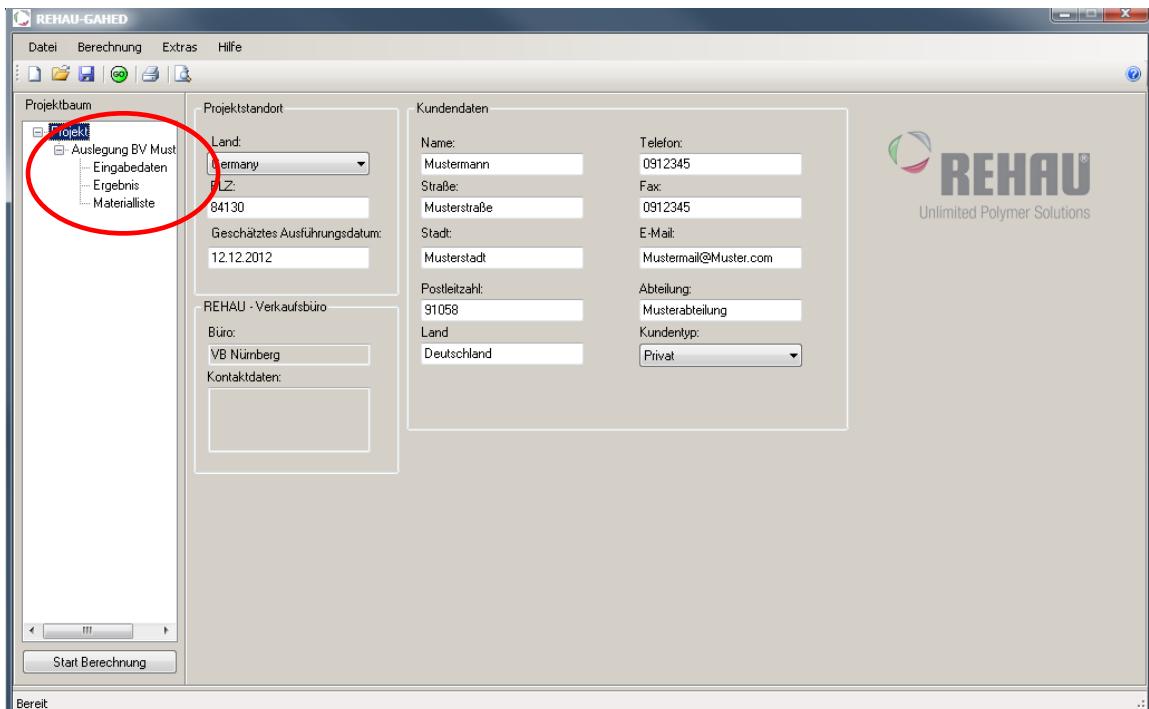 REHAU-GAHED
Datei Berechnung Extras Hilfe
GO
Projektbaum
Projekt
Auslegung BV Must
Eingabedaten
Ergebnis
Materialliste
Start Berechnung
Projektstandort
Land:
Germany
PLZ:
84130
Geschätztes Ausführungsdatum:
12.12.2012
REHAU - Verkaufsbüro
Büro:
VB Nürnberg
Kontaktdaten:
Kundendaten
Name:
Mustermann
Straße:
Musterstraße
Stadt:
Musterstadt
Postleitzahl:
91058
Land
Deutschland
Telefon:
0912345
Fax:
0912345
E-Mail:
Mustermail@Muster.com
Abteilung:
Musterabteilung
Kundentyp:
Privat
REHAU®
Unlimited Polymer Solutions
Bereit